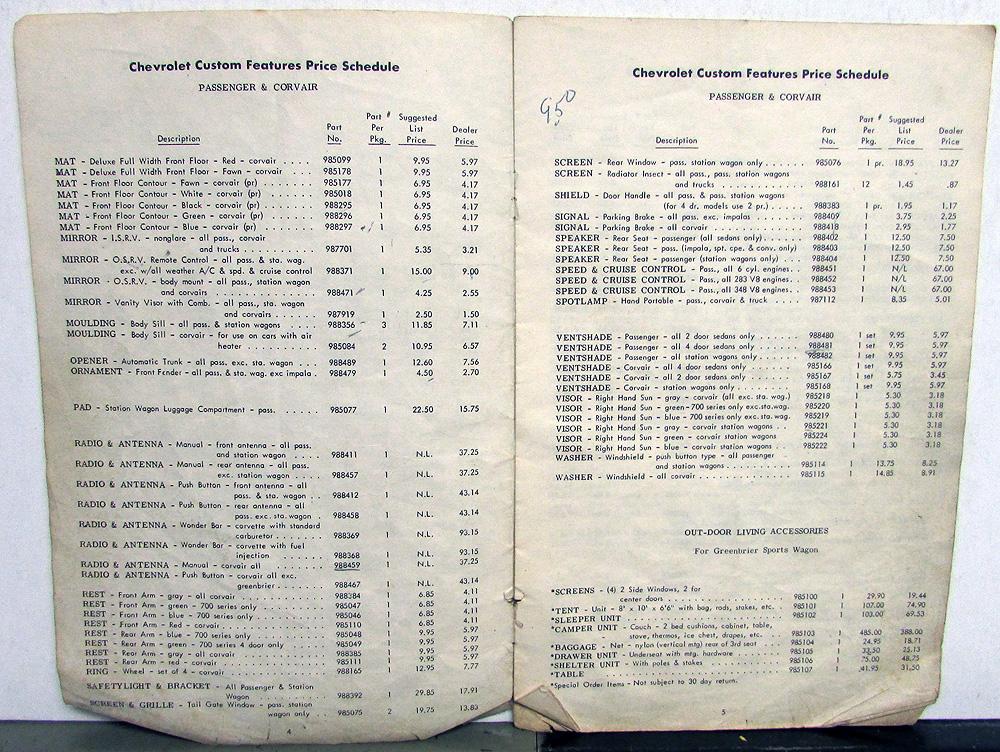 Chevrolet Custom Features Price Schedule
PASSENGER & CORVAIR
Description Part No. Part # Per Pkg. Suggested List Price Dealer Price
MAT - Deluxe Full Width Front Floor - Red - corvair .... 985099 1 9.95 5.97
MAT - Deluxe Full Width Front Floor - Fawn - corvair ... 985178 1 9.95 5.97
MAT - Front Floor Contour - Fawn - corvair (pr) ...... 985177 1 6.95 4.17
MAT - Front Floor Contour - White - corvair (pr) ..... 985018 1 6.95 4.17
MAT - Front Floor Contour - Black - corvair (pr) ..... 988295 1 6.95 4.17
MAT - Front Floor Contour - Green - corvair (pr) ..... 988296 1 6.95 4.17
MAT - Front Floor Contour - Blue - corvair (pr) ...... 988297 1 6.95 4.17
MIRROR - I.S.R.V. nonglare - all pass., corvair
and trucks ........... 987701 1 5.35 3.21
MIRROR - O.S.R.V. Remote Control - all pass. & sta. wag.
exc. w/all weather A/C & spd. & cruise control 988371 1 15.00 9.00
MIRROR - O.S.R.V. - body mount - all pass., station wagon
and corvairs ......... 988471 1 4.25 2.55
MIRROR - Vanity Visor with Comb. - all pass., sta. wagon
and corvairs ......... 987919 1 2.50 1.50
MOULDING - Body Sill - all pass. & station wagons ..... 988356 3 11.85 7.11
MOULDING - Body Sill - corvair - for use on cars with air
heater ............ 985084 2 10.95 6.57
OPENER - Automatic Trunk - all pass. exc. sta. wagon ... 988489 1 12.60 7.56
ORNAMENT - Front Fender - all pass. & sta. wag. exc impala . 988479 1 4.50 2.70
PAD - Station Wagon Luggage Compartment - pass. ...... 985077 1 22.50 15.75
RADIO & ANTENNA - Manual - front antenna - all pass.
and station wagon ....... 988411 1 N.L. 37.25
RADIO & ANTENNA - Manual - rear antenna - all pass.
exc. station wagon ...... 988457 1 N.L. 37.25
RADIO & ANTENNA - Push Button - front antenna - all
pass. & sta. wagon ..... 988412 1 N.L. 43.14
RADIO & ANTENNA - Push Button - rear antenna - all
pass. exc. sta. wagon .... 988458 1 N.L. 43.14
RADIO & ANTENNA - Wonder Bar - corvette with standard
carburetor ........... 988369 1 N.L. 93.15
RADIO & ANTENNA - Wonder Bar - corvette with fuel
injection ........... 988368 1 N.L. 93.15
RADIO & ANTENNA - Manual - corvair all ........ 988459 1 N.L. 37.25
RADIO & ANTENNA - Push Button - corvair all exc.
greenbrier ........... 988467 1 N.L. 43.14
REST - Front Arm - gray - all corvair ............ 988384 1 6.85 4.11
REST - Front Arm - green - 700 series only ........ 985047 1 6.85 4.11
REST - Front Arm - blue - 700 series only ......... 985046 1 6.85 4.11
REST - Front Arm - Red - corvair .............. 985110 1 6.85 4.11
REST - Rear Arm - blue - 700 series only ......... 985048 1 9.95 5.97
REST - Rear Arm - green - 700 series 4 door only .... 985049 1 9.95 5.97
REST - Rear Arm - gray - all corvair ............ 988385 1 9.95 5.97
REST - Rear Arm - red - corvair ............... 985111 1 9.95 5.97
RING - Wheel - set of 4 - corvair .............. 988165 1 12.95 7.77
SAFETYLIGHT & BRACKET - All Passenger & Station
Wagon ............ 988392 1 29.85 17.91
SCREEN & GRILLE - Tail Gate Window - pass. station
wagon only .. 985075 2 19.75 13.83
4
Chevrolet Custom Features Price Schedule
PASSENGER & CORVAIR
Description Part No. Part # Per Pkg. Suggested List Price Dealer Price
SCREEN - Rear Window - pass. station wagon only ...... 985076 1 pr. 18.95 13.27
SCREEN - Radiator Insect - all pass., pass. station wagons
and trucks ............ 988161 12 1.45 .87
SHIELD - Door Handle - all pass. & pass. station wagons
(for 4 dr. models use 2 pr.) ..... 988383 1 pr. 1.95 1.17
SIGNAL - Parking Brake - all pass. exc. impalas ....... 988409 1 3.75 2.25
SIGNAL - Parking Brake - all corvair ............ 988418 1 2.95 1.77
SPEAKER - Rear Seat - passenger (all sedans only) ..... 988402 1 12.50 7.50
SPEAKER - Rear Seat - pass. (impala, spt. cpe. & conv. only) 988403 1 12.50 7.50
SPEAKER - Rear Seat - passenger (station wagons only) ... 988404 1 12.50 7.50
SPEED & CRUISE CONTROL - Pass., all 6 cyl. engines.. 988451 1 N/L 67.00
SPEED & CRUISE CONTROL - Pass., all 283 V8 engines.. 988452 1 N/L 67.00
SPEED & CRUISE CONTROL - Pass., all 348 V8 engines.. 988453 1 N/L 67.00
SPOTLAMP - Hand Portable - pass., corvair & truck .... 987112 1 8.35 5.01
VENTSHADE - Passenger - all 2 door sedans only ...... 988480 1 set 9.95 5.97
VENTSHADE - Passenger - all 4 door sedans only ...... 988481 1 set 9.95 5.97
VENTSHADE - Passenger - all station wagons only ...... 988482 1 set 9.95 5.97
VENTSHADE - Corvair - all 4 door sedans only ....... 985166 1 set 9.95 5.97
VENTSHADE - Corvair - all 2 door sedans only ....... 985167 1 set 5.75 3.45
VENTSHADE - Corvair - station wagons only ......... 985168 1 set 9.95 5.97
VISOR - Right Hand Sun - gray - corvair (all exc. sta. wag.) 985218 1 5.30 3.18
VISOR - Right Hand Sun - green - 700 series only exc.sta.wag. 985220 1 5.30 3.18
VISOR - Right Hand Sun - blue - 700 series only exc.sta.wag. 985219 1 5.30 3.18
VISOR - Right Hand Sun - gray - corvair station wagons .. 985221 1 5.30 3.18
VISOR - Right Hand Sun - green - corvair station wagons 985224 1 5.30 3.18
VISOR - Right Hand Sun - blue - corvair station wagons .. 985222 1 5.30 3.18
WASHER - Windshield - push button type - all passenger
and station wagons .......... 985114 1 13.75 8.25
WASHER - Windshield - all corvair .............. 985115 1 14.85 8.91
OUT-DOOR LIVING ACCESSORIES
For Greenbrier Sports Wagon
*SCREENS - (4) 2 Side Windows, 2 for
center doors ................ 985100 1 29.90 19.44
*TENT - Unit - 8' x 10' x 6'6" with bag, rods, stakes, etc. 985101 1 107.00 74.90
*SLEEPER UNIT ...................... 985102 1 103.00 69.53
*CAMPER UNIT - Couch - 2 bed cushions, cabinet, table,
stove, thermos, ice chest, drapes, etc. .. 985103 1 485.00 388.00
*BAGGAGE - Net - nylon (vertical mtg) rear of 3rd seat .. 985104 1 24.95 18.71
*DRAWER UNIT - Underseat with mtg. hardware ..... 985105 1 33.50 25.13
*SHELTER UNIT - With poles & stakes ........... 985106 1 75.00 48.75
*TABLE ......................... 985107 1 41.95 31.50
*Special Order Items - Not subject to 30 day return.
5